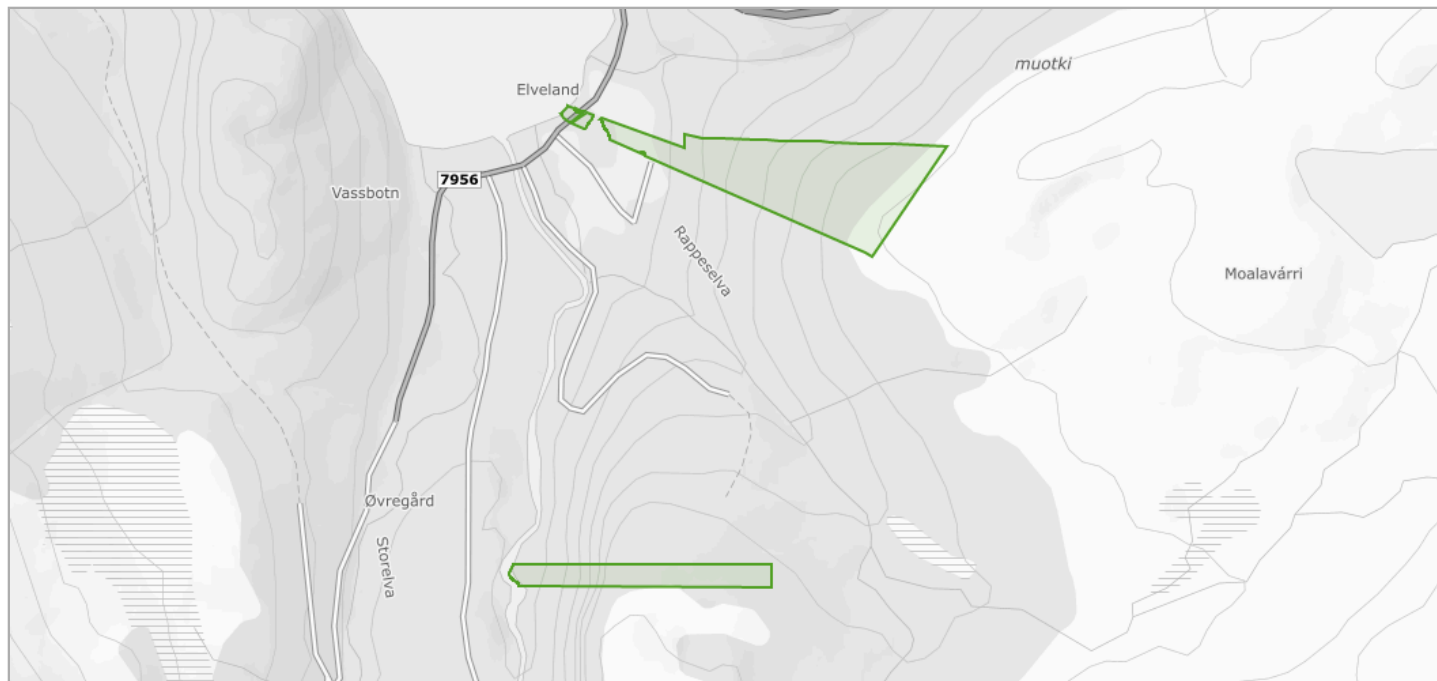 muotki
Elveland
7956
Vassbotn
Rappeselva
Moalavárri
Øvregård
Storelva